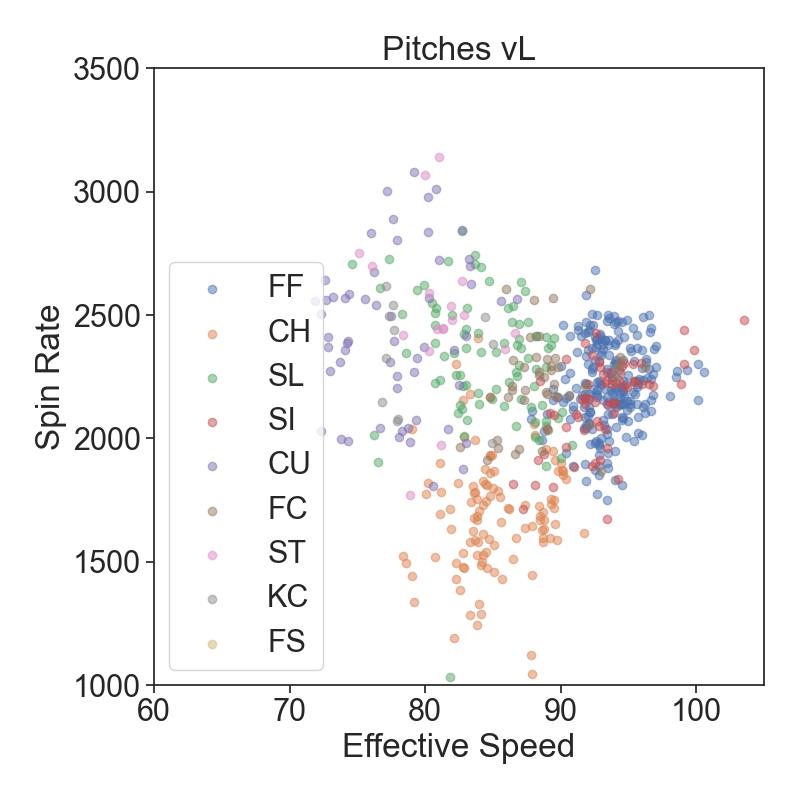 Pitches vL
3500
3000
2500
2000
1500
1000
Spin Rate
FF
CH
SL
SI
CU
FC
ST
KC
FS
60 70 80 90 100
Effective Speed